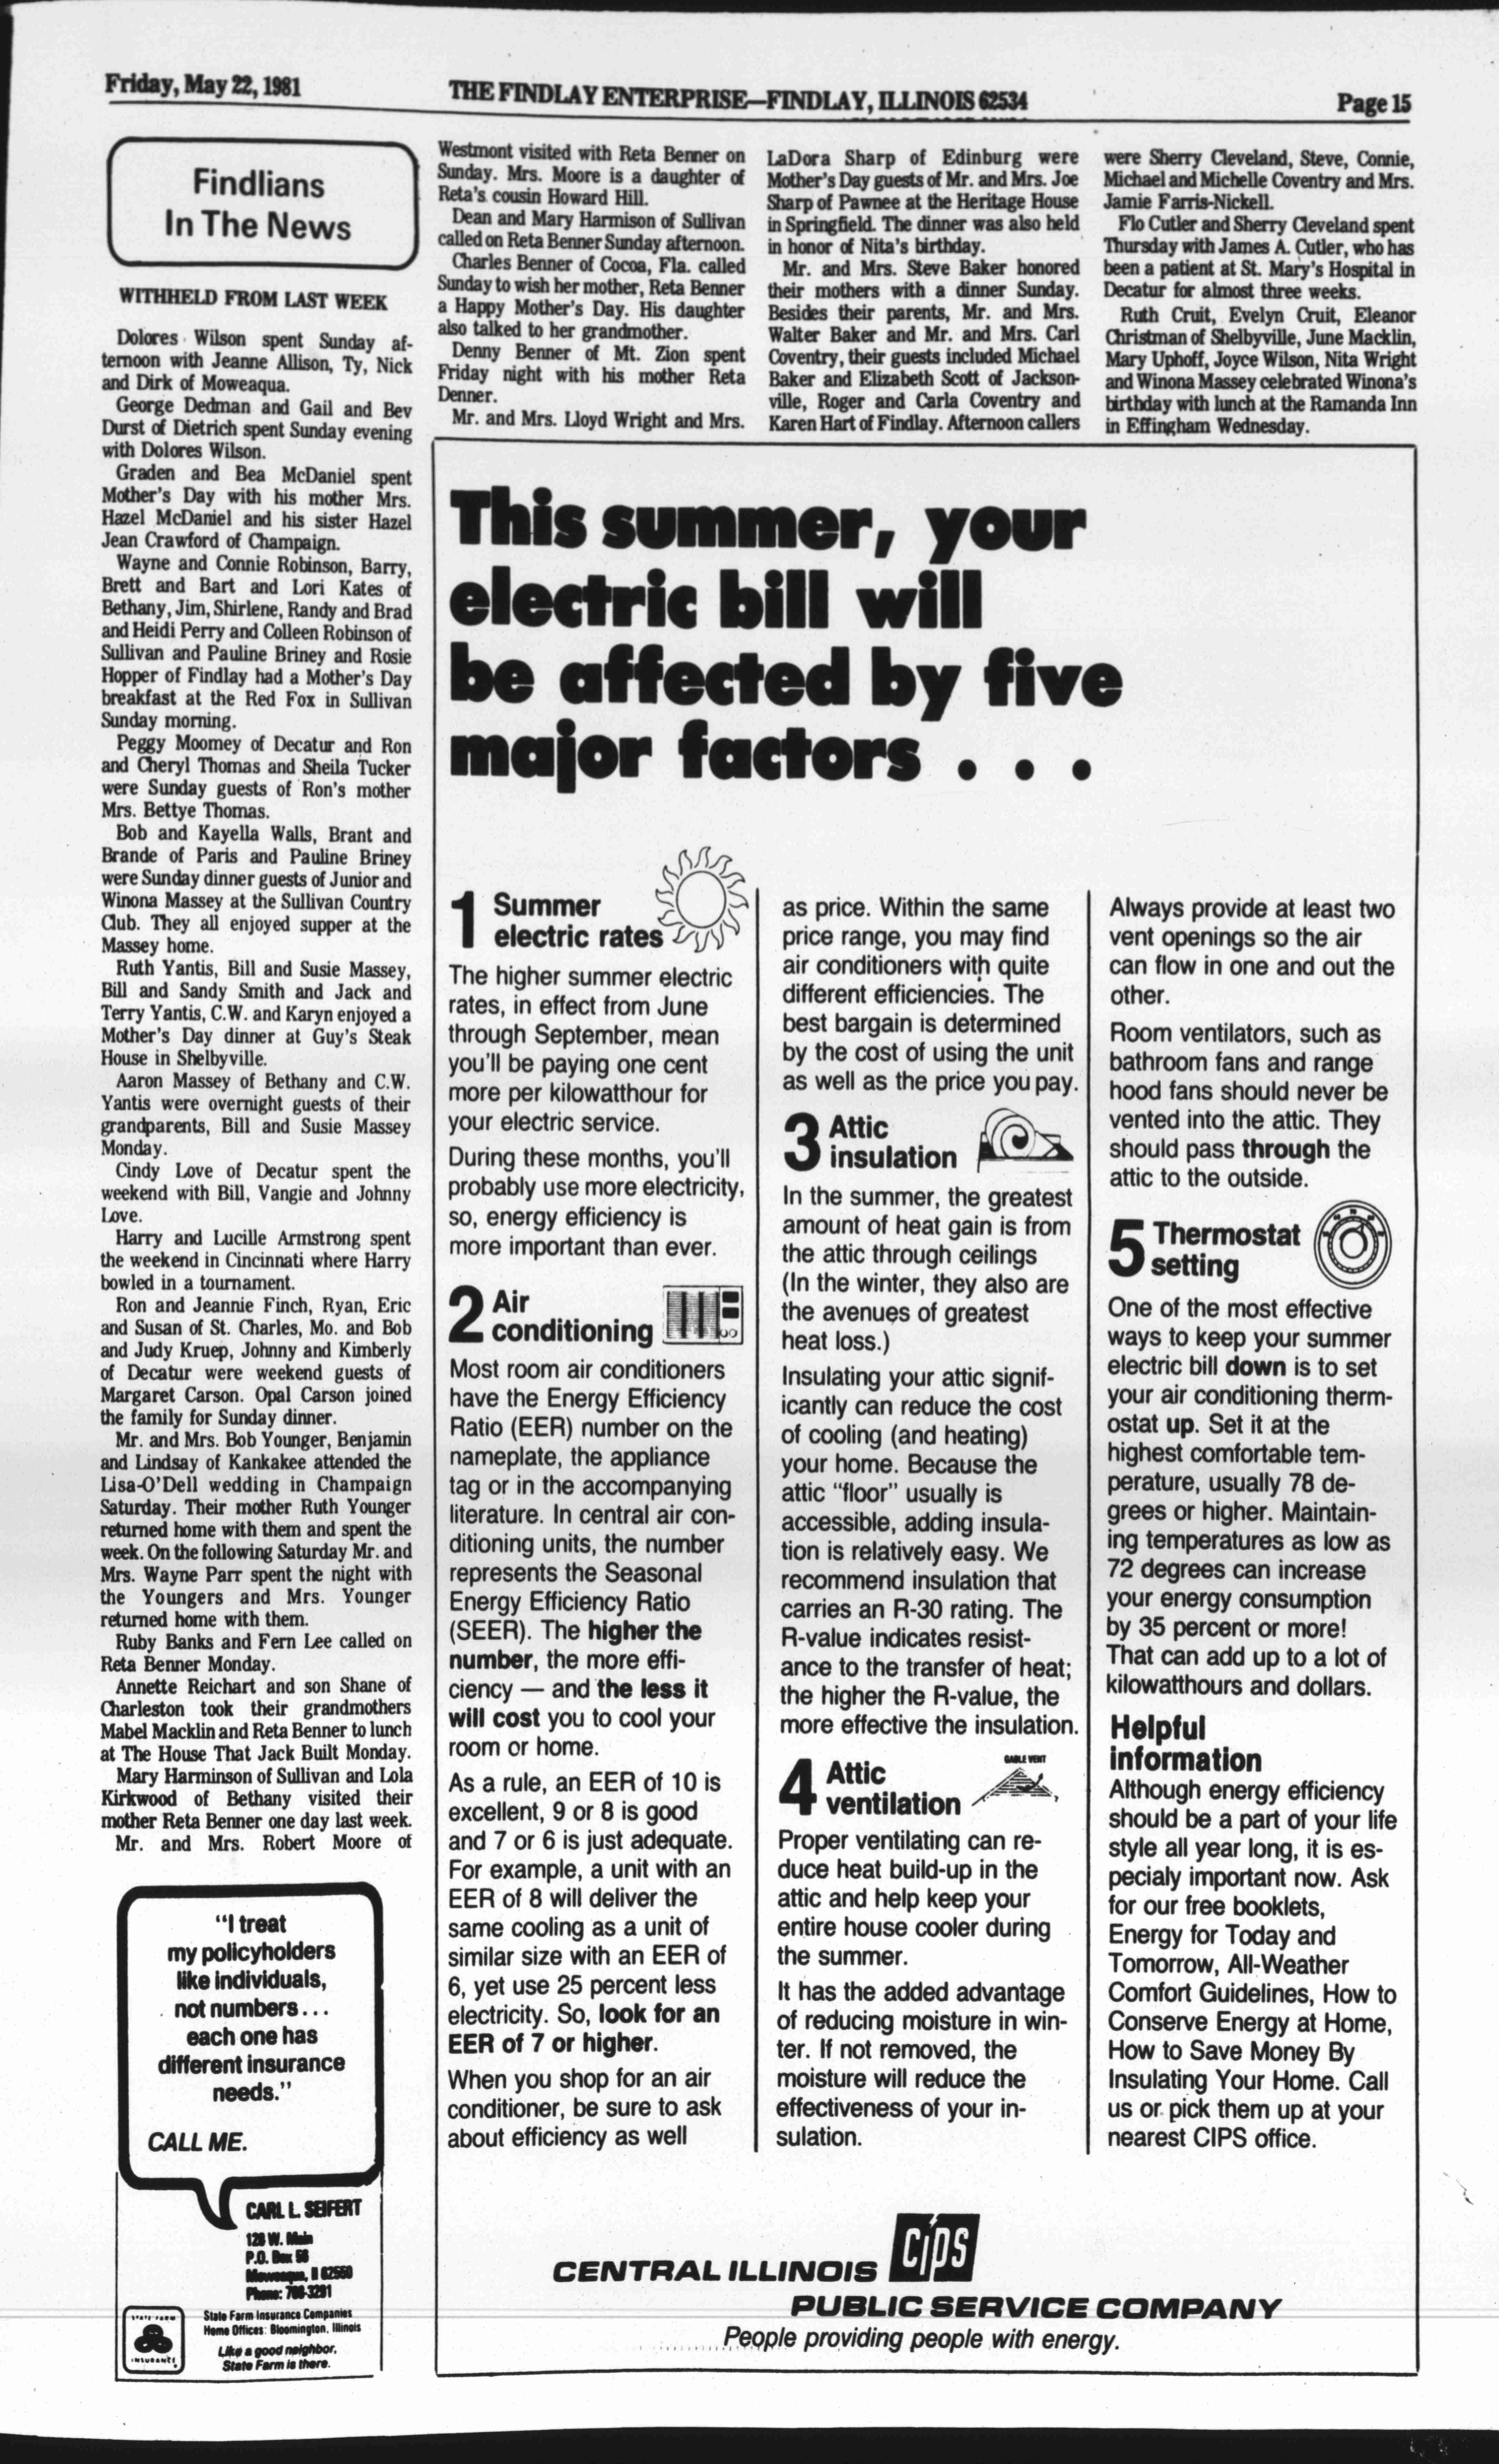 Friday, May 22, 1981
THE FINDLAY ENTERPRISE—FINDLAY, ILLINOIS 62534
Page 15
Findlians
In The News
WITHHELD FROM LAST WEEK
Dolores Wilson spent Sunday af-
ternoon with Jeanne Allison, Ty, Nick
and Dirk of Moweaqua.
George Dedman and Gail and Bev
Durst of Dietrich spent Sunday evening
with Dolores Wilson.
Graden and Bea McDaniel spent
Mother's Day with his mother Mrs.
Hazel McDaniel and his sister Hazel
Jean Crawford of Champaign.
Wayne and Connie Robinson, Barry,
Brett and Bart and Lori Kates of
Bethany, Jim, Shirlene, Randy and Brad
and Heidi Perry and Colleen Robinson of
Sullivan and Pauline Briney and Rosie
Hopper of Findlay had a Mother's Day
breakfast at the Red Fox in Sullivan
Sunday morning.
Peggy Moomey of Decatur and Ron
and Cheryl Thomas and Sheila Tucker
were Sunday guests of Ron's mother
Mrs. Bettye Thomas.
Bob and Kayella Walls, Brant and
Brande of Paris and Pauline Briney
were Sunday dinner guests of Junior and
Winona Massey at the Sullivan Country
Club. They all enjoyed supper at the
Massey home.
Ruth Yantis, Bill and Susie Massey,
Bill and Sandy Smith and Jack and
Terry Yantis, C.W. and Karyn enjoyed a
Mother's Day dinner at Guy's Steak
House in Shelbyville.
Aaron Massey of Bethany and C.W.
Yantis were overnight guests of their
grandparents, Bill and Susie Massey
Monday.
Cindy Love of Decatur spent the
weekend with Bill, Vangie and Johnny
Love.
Harry and Lucille Armstrong spent
the weekend in Cincinnati where Harry
bowled in a tournament.
Ron and Jeannie Finch, Ryan, Eric
and Susan of St. Charles, Mo. and Bob
and Judy Kruep, Johnny and Kimberly
of Decatur were weekend guests of
Margaret Carson. Opal Carson joined
the family for Sunday dinner.
Mr. and Mrs. Bob Younger, Benjamin
and Lindsay of Kankakee attended the
Lisa-O'Dell wedding in Champaign
Saturday. Their mother Ruth Younger
returned home with them and spent the
week. On the following Saturday Mr. and
Mrs. Wayne Parr spent the night with
the Youngers and Mrs. Younger
returned home with them.
Ruby Banks and Fern Lee called on
Reta Benner Monday.
Annette Reichart and son Shane of
Charleston took their grandmothers
Mabel Macklin and Reta Benner to lunch
at The House That Jack Built Monday.
Mary Harminson of Sullivan and Lola
Kirkwood of Bethany visited their
mother Reta Benner one day last week.
Mr. and Mrs. Robert Moore of
Westmont visited with Reta Benner on
Sunday. Mrs. Moore is a daughter of
Reta's cousin Howard Hill.
Dean and Mary Harmison of Sullivan
called on Reta Benner Sunday afternoon.
Charles Benner of Cocoa, Fla. called
Sunday to wish her mother, Reta Benner
a Happy Mother's Day. His daughter
also talked to her grandmother.
Denny Benner of Mt. Zion spent
Friday night with his mother Reta
Denner.
Mr. and Mrs. Lloyd Wright and Mrs.
LaDora Sharp of Edinburg were
Mother's Day guests of Mr. and Mrs. Joe
Sharp of Pawnee at the Heritage House
in Springfield. The dinner was also held
in honor of Nita's birthday.
Mr. and Mrs. Steve Baker honored
their mothers with a dinner Sunday.
Besides their parents, Mr. and Mrs.
Walter Baker and Mr. and Mrs. Carl
Coventry, their guests included Michael
Baker and Elizabeth Scott of Jackson-
ville, Roger and Carla Coventry and
Karen Hart of Findlay. Afternoon callers
were Sherry Cleveland, Steve, Connie,
Michael and Michelle Coventry and Mrs.
Jamie Farris-Nickell.
Flo Cutler and Sherry Cleveland spent
Thursday with James A. Cutler, who has
been a patient at St. Mary's Hospital in
Decatur for almost three weeks.
Ruth Cruit, Evelyn Cruit, Eleanor
Christman of Shelbyville, June Macklin,
Mary Uphoff, Joyce Wilson, Nita Wright
and Winona Massey celebrated Winona's
birthday with lunch at the Ramanda Inn
in Effingham Wednesday.
This summer, your
electric bill will
be affected by five
major factors . . .
1 Summer
electric rates
The higher summer electric
rates, in effect from June
through September, mean
you'll be paying one cent
more per kilowatthour for
your electric service.
During these months, you'll
probably use more electricity,
so, energy efficiency is
more important than ever.
2 Air
conditioning
Most room air conditioners
have the Energy Efficiency
Ratio (EER) number on the
nameplate, the appliance
tag or in the accompanying
literature. In central air con-
ditioning units, the number
represents the Seasonal
Energy Efficiency Ratio
(SEER). The higher the
number, the more effi-
ciency — and the less it
will cost you to cool your
room or home.
As a rule, an EER of 10 is
excellent, 9 or 8 is good
and 7 or 6 is just adequate.
For example, a unit with an
EER of 8 will deliver the
same cooling as a unit of
similar size with an EER of
6, yet use 25 percent less
electricity. So, look for an
EER of 7 or higher.
When you shop for an air
conditioner, be sure to ask
about efficiency as well
as price. Within the same
price range, you may find
air conditioners with quite
different efficiencies. The
best bargain is determined
by the cost of using the unit
as well as the price you pay.
3 Attic
insulation
In the summer, the greatest
amount of heat gain is from
the attic through ceilings
(In the winter, they also are
the avenues of greatest
heat loss.)
Insulating your attic signif-
icantly can reduce the cost
of cooling (and heating)
your home. Because the
attic "floor" usually is
accessible, adding insula-
tion is relatively easy. We
recommend insulation that
carries an R-30 rating. The
R-value indicates resist-
ance to the transfer of heat;
the higher the R-value, the
more effective the insulation.
4 Attic
ventilation
GABLE VENT
Proper ventilating can re-
duce heat build-up in the
attic and help keep your
entire house cooler during
the summer.
It has the added advantage
of reducing moisture in win-
ter. If not removed, the
moisture will reduce the
effectiveness of your in-
sulation.
Always provide at least two
vent openings so the air
can flow in one and out the
other.
Room ventilators, such as
bathroom fans and range
hood fans should never be
vented into the attic. They
should pass through the
attic to the outside.
5 Thermostat
setting
One of the most effective
ways to keep your summer
electric bill down is to set
your air conditioning therm-
ostat up. Set it at the
highest comfortable tem-
perature, usually 78 de-
grees or higher. Maintain-
ing temperatures as low as
72 degrees can increase
your energy consumption
by 35 percent or more!
That can add up to a lot of
kilowatthours and dollars.
Helpful
information
Although energy efficiency
should be a part of your life
style all year long, it is es-
pecialy important now. Ask
for our free booklets,
Energy for Today and
Tomorrow, All-Weather
Comfort Guidelines, How to
Conserve Energy at Home,
How to Save Money By
Insulating Your Home. Call
us or pick them up at your
nearest CIPS office.
CIPS
CENTRAL ILLINOIS
PUBLIC SERVICE COMPANY
People providing people with energy.
"I treat
my policyholders
like individuals,
not numbers...
each one has
different insurance
needs."
CALL ME.
CARL L. SEIFERT
128 W. Main
P.O. Box
Moweaqua, Il 62550
Phone: 768-3291
STATE FARM
INSURANCE
State Farm Insurance Companies
Home Offices: Bloomington, Illinois
Like a good neighbor,
State Farm is there.